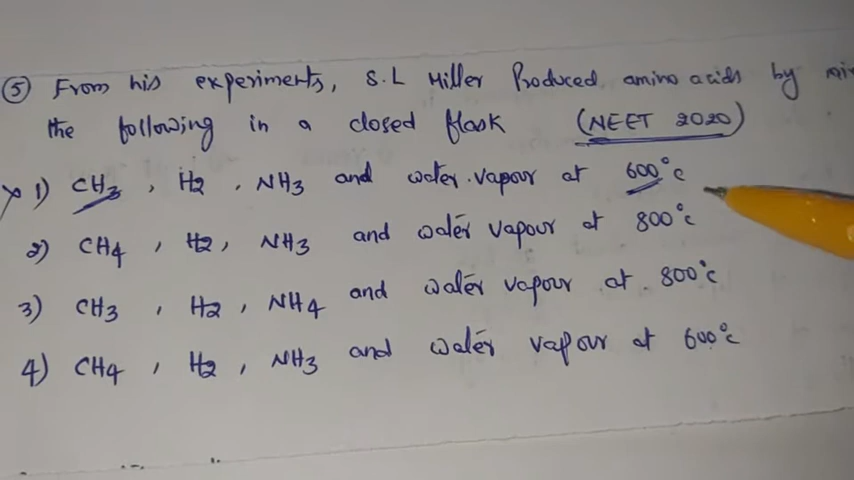 ⑤ From his experiments, S.L Miller Produced amino acids by
the following in a closed flask (NEET 2020)
1) CH3, H2, NH3 and water vapour at 600°c
2) CH4, H2, NH3 and water vapour at 800°c
3) CH3, H2, NH4 and water vapour at 800°c
4) CH4, H2, NH3 and water vapour at 600°c